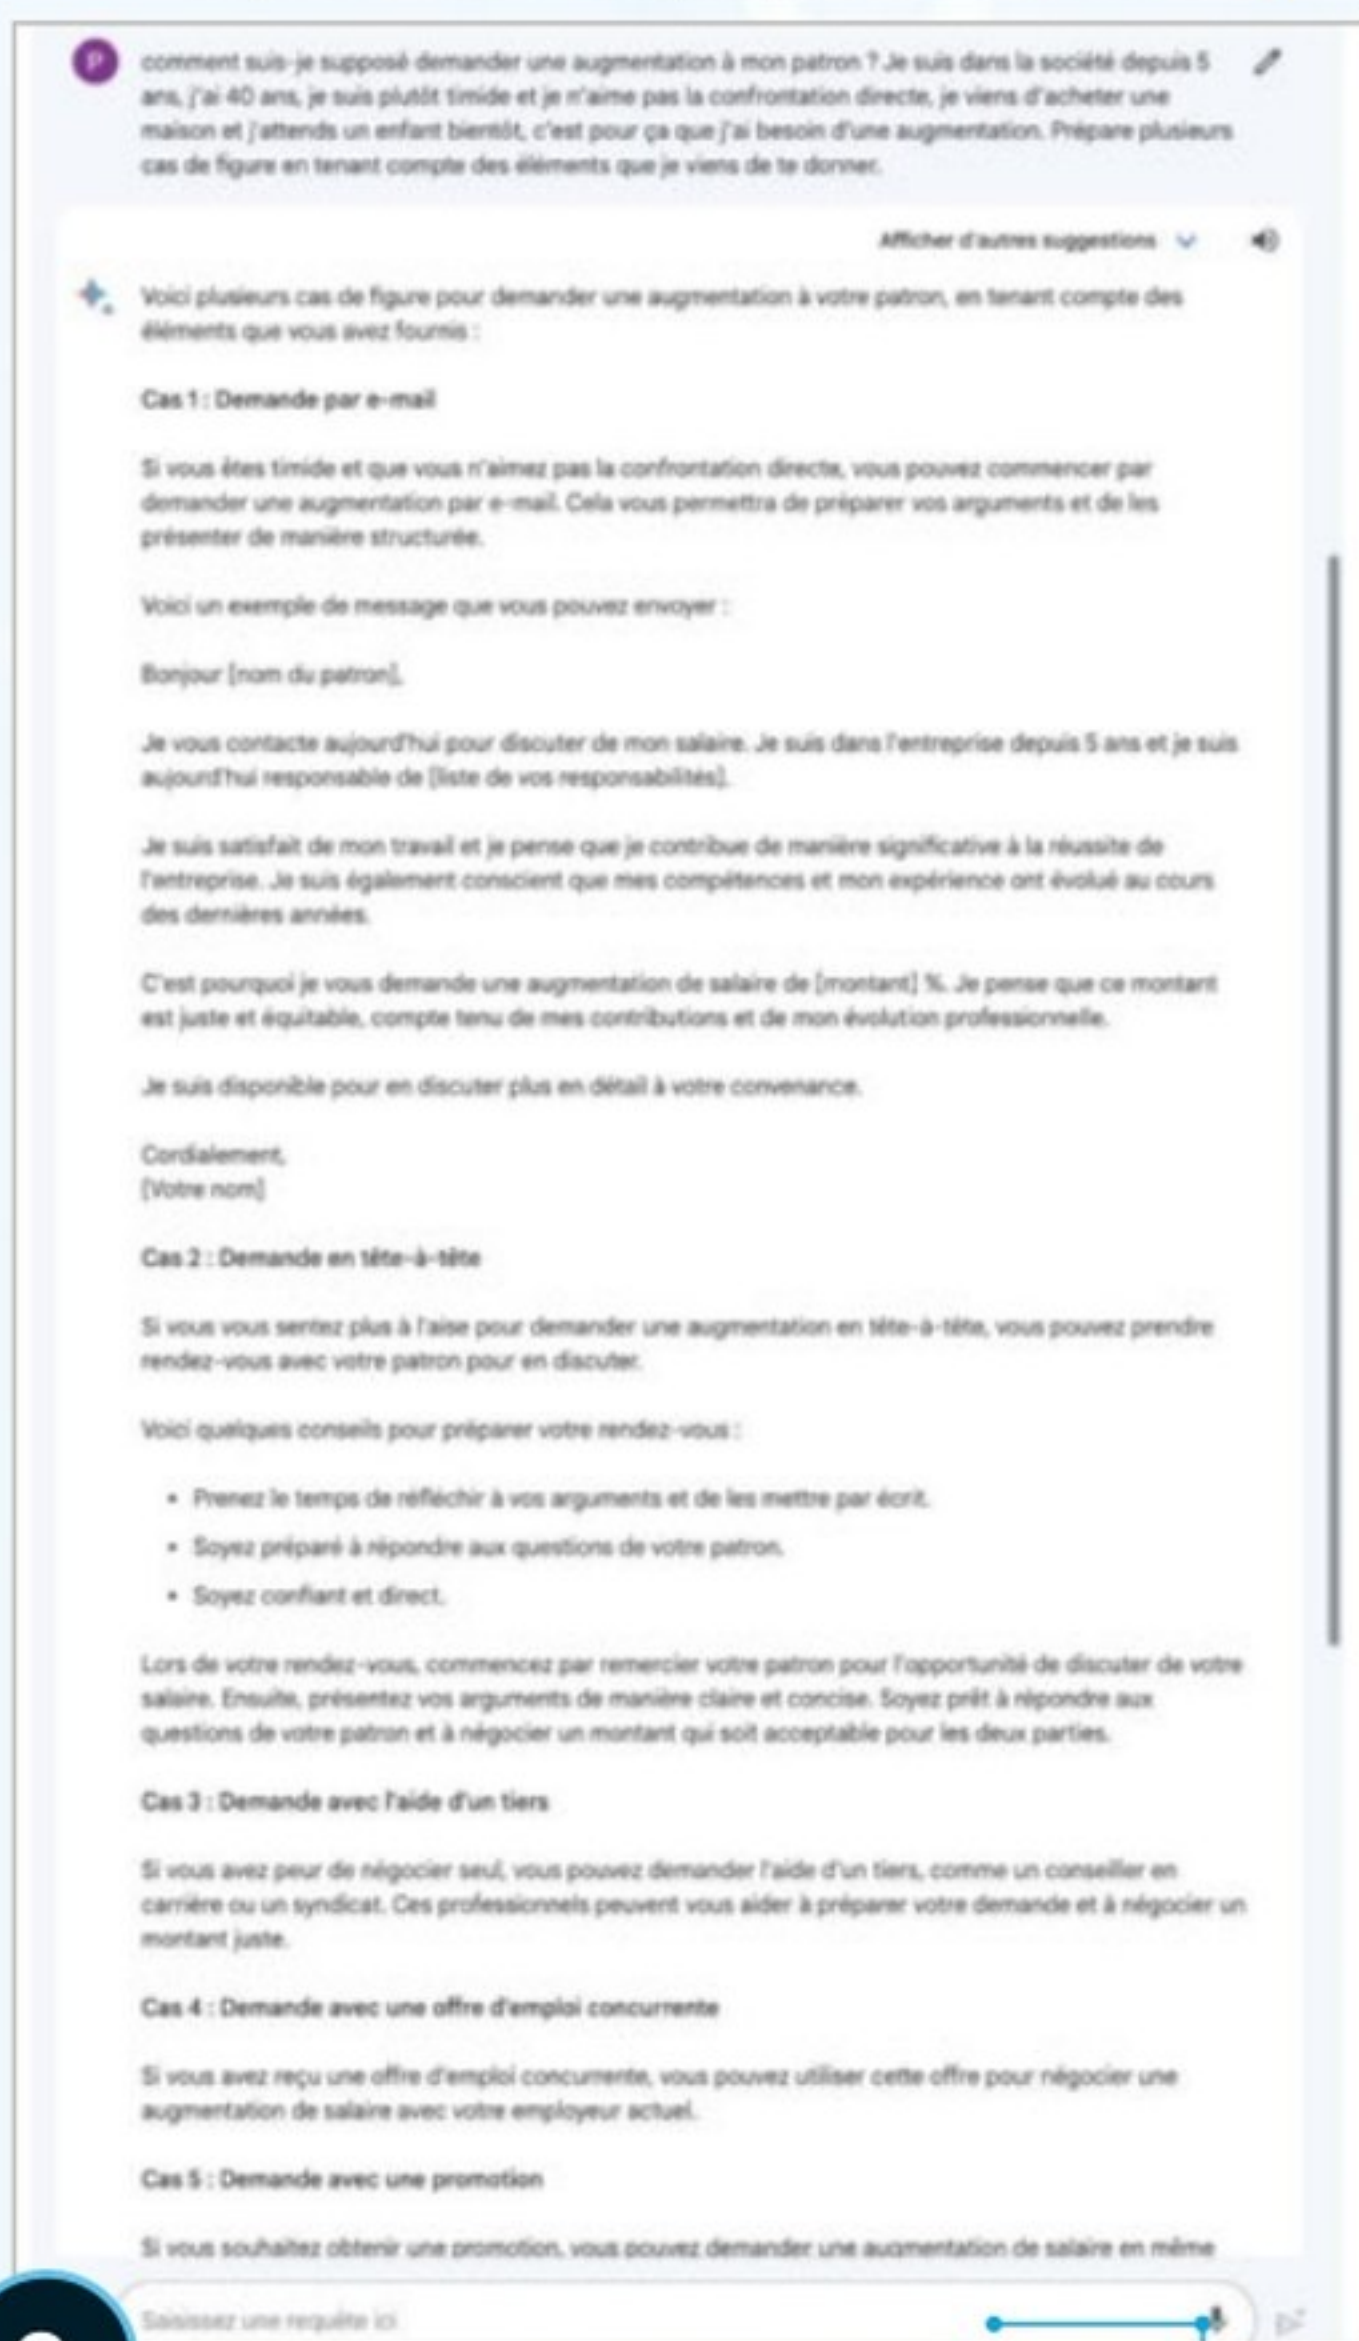 P
comment suis-je supposé demander une augmentation à mon patron ? Je suis dans la société depuis 5
ans, j'ai 40 ans, je suis plutôt timide et je n'aime pas la confrontation directe, je viens d'acheter une
maison et j'attends un enfant bientôt, c'est pour ça que j'ai besoin d'une augmentation. Prépare plusieurs
cas de figure en tenant compte des éléments que je viens de te donner.
Afficher d'autres suggestions
Voici plusieurs cas de figure pour demander une augmentation à votre patron, en tenant compte des
éléments que vous avez fournis :
Cas 1 : Demande par e-mail
Si vous êtes timide et que vous n'aimez pas la confrontation directe, vous pouvez commencer par
demander une augmentation par e-mail. Cela vous permettra de préparer vos arguments et de les
présenter de manière structurée.
Voici un exemple de message que vous pouvez envoyer :
Bonjour [nom du patron],
Je vous contacte aujourd'hui pour discuter de mon salaire. Je suis dans l'entreprise depuis 5 ans et je suis
aujourd'hui responsable de [liste de vos responsabilités].
Je suis satisfait de mon travail et je pense que je contribue de manière significative à la réussite de
l'entreprise. Je suis également conscient que mes compétences et mon expérience ont évolué au cours
des dernières années.
C'est pourquoi je vous demande une augmentation de salaire de [montant] %. Je pense que ce montant
est juste et équitable, compte tenu de mes contributions et de mon évolution professionnelle.
Je suis disponible pour en discuter plus en détail à votre convenance.
Cordialement,
[Votre nom]
Cas 2 : Demande en tête-à-tête
Si vous vous sentez plus à l'aise pour demander une augmentation en tête-à-tête, vous pouvez prendre
rendez-vous avec votre patron pour en discuter.
Voici quelques conseils pour préparer votre rendez-vous :
• Prenez le temps de réfléchir à vos arguments et de les mettre par écrit.
• Soyez préparé à répondre aux questions de votre patron.
• Soyez confiant et direct.
Lors de votre rendez-vous, commencez par remercier votre patron pour l'opportunité de discuter de votre
salaire. Ensuite, présentez vos arguments de manière claire et concise. Soyez prêt à répondre aux
questions de votre patron et à négocier un montant qui soit acceptable pour les deux parties.
Cas 3 : Demande avec l'aide d'un tiers
Si vous avez peur de négocier seul, vous pouvez demander l'aide d'un tiers, comme un conseiller en
carrière ou un syndicat. Ces professionnels peuvent vous aider à préparer votre demande et à négocier un
montant juste.
Cas 4 : Demande avec une offre d'emploi concurrente
Si vous avez reçu une offre d'emploi concurrente, vous pouvez utiliser cette offre pour négocier une
augmentation de salaire avec votre employeur actuel.
Cas 5 : Demande avec une promotion
Si vous souhaitez obtenir une promotion, vous pouvez demander une augmentation de salaire en même
Saisissez une requête ici